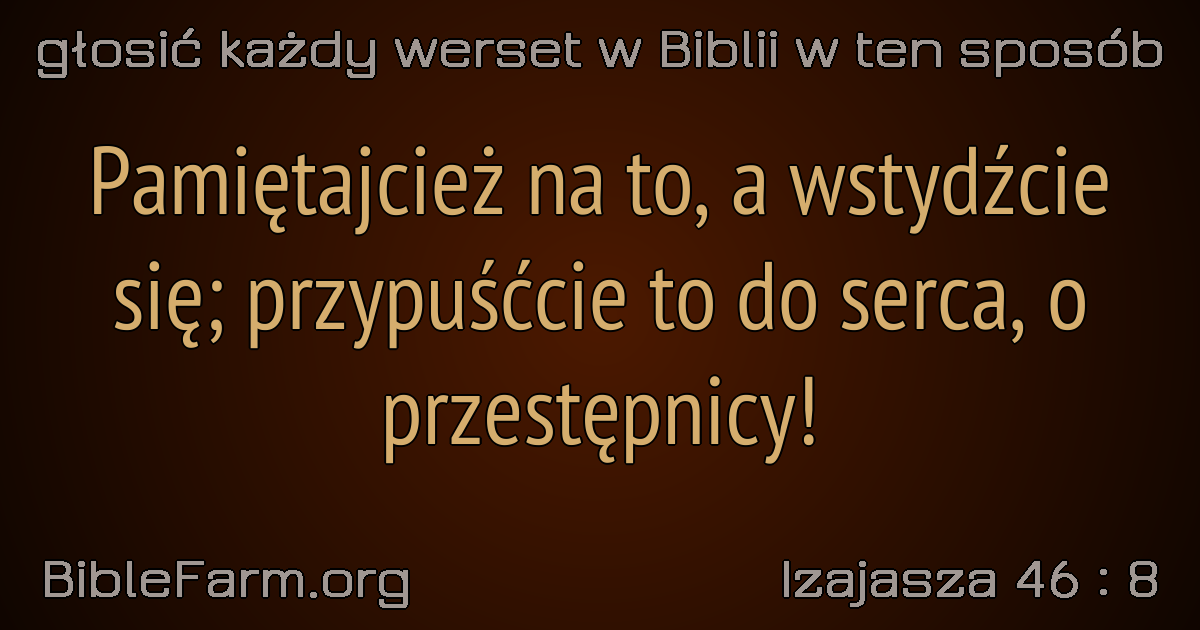 głosić każdy werset w Biblii w ten sposób
Pamiętajcież na to, a wstydźcie
się; przypuśćcie to do serca, o
przestępnicy!
BibleFarm.org
Izajasza 46 : 8